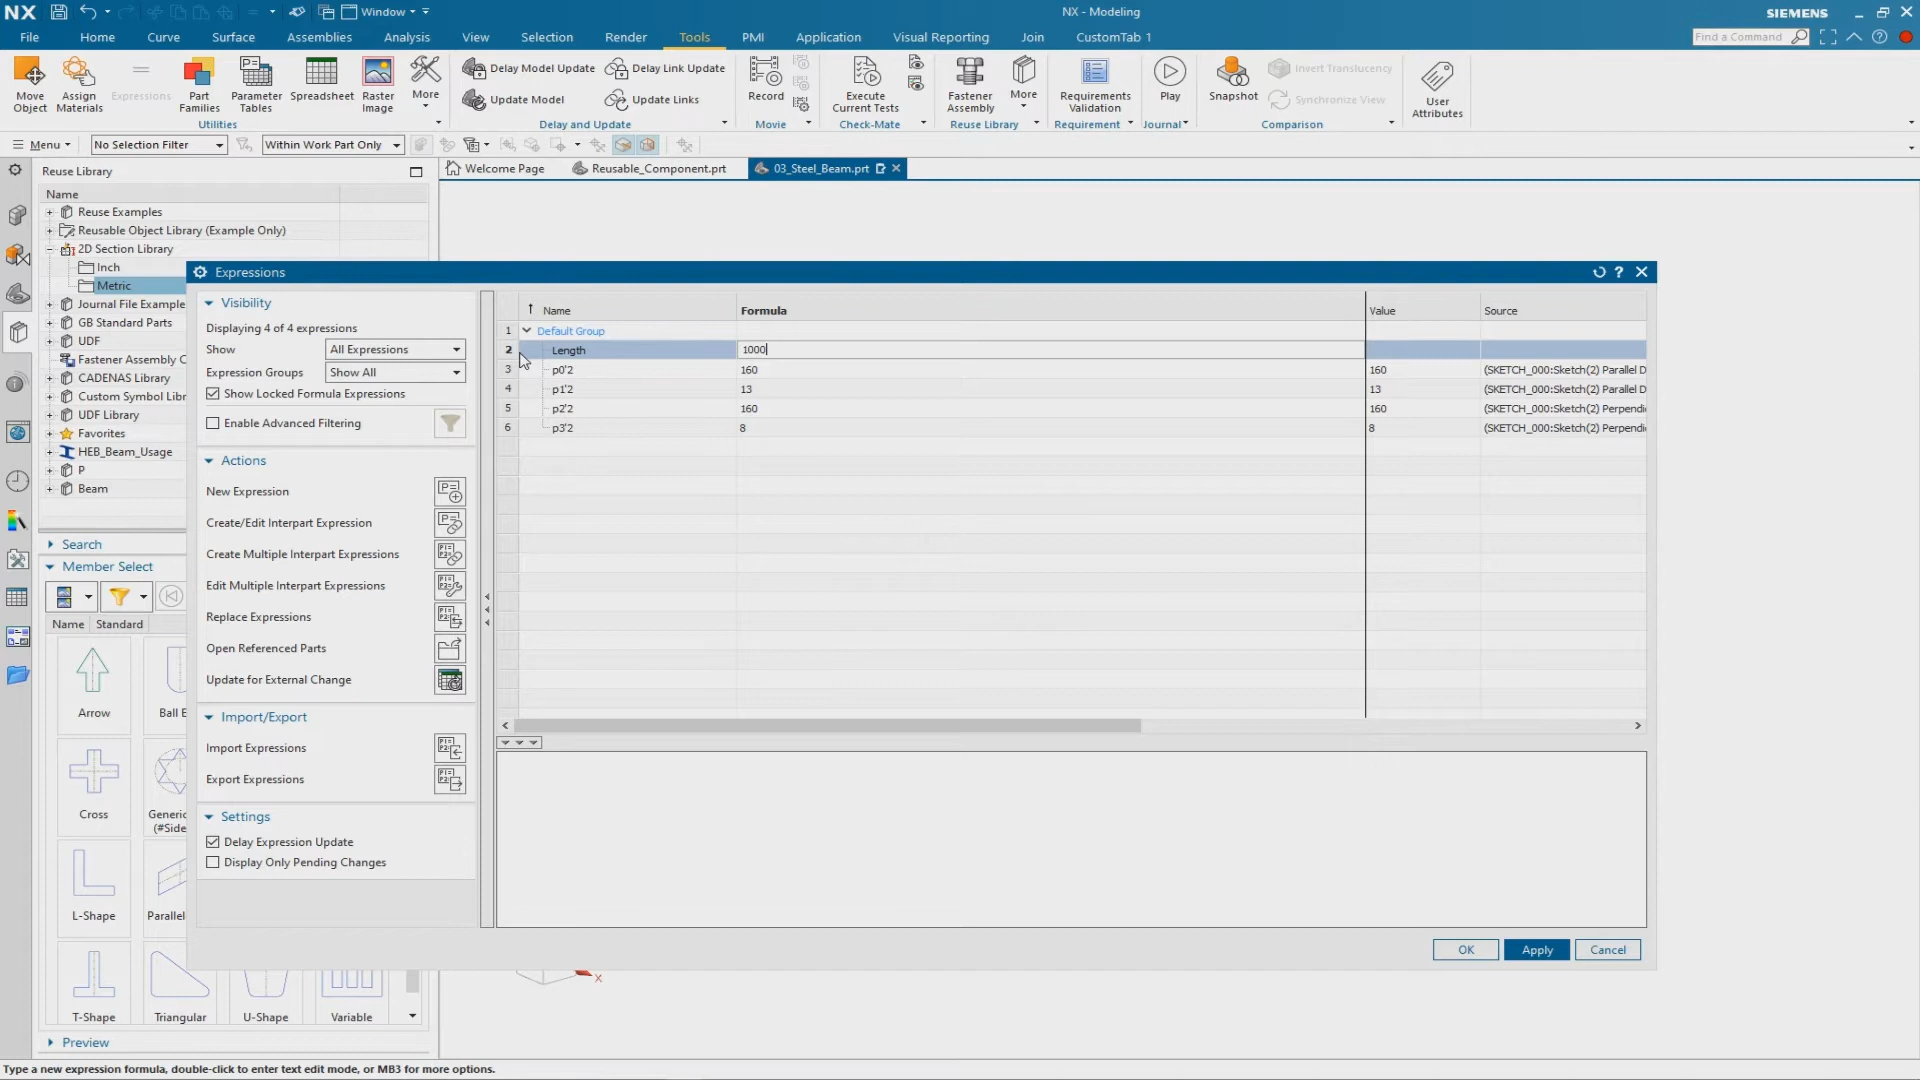 NX
Window
NX - Modeling
SIEMENS
File Home Curve Surface Assemblies Analysis View Selection Render Tools PMI Application Visual Reporting Join CustomTab 1
Find a Command
Move Object
Assign Materials
Expressions
Part Families
Parameter Tables
Spreadsheet
Raster Image
More
Utilities
Delay Model Update
Delay Link Update
Update Model
Update Links
Delay and Update
Record
Movie
Execute Current Tests
Check-Mate
Fastener Assembly
More
Reuse Library
Requirements Validation
Requirement
Play
Journal
Snapshot
Invert Translucency
Synchronize View
Comparison
User Attributes
Menu
No Selection Filter
Within Work Part Only
Reuse Library
Welcome Page
Reusable_Component.prt
03_Steel_Beam.prt
Name
Reuse Examples
Reusable Object Library (Example Only)
2D Section Library
Inch
Metric
Journal File Example
GB Standard Parts
UDF
Fastener Assembly C
CADENAS Library
Custom Symbol Libr
UDF Library
Favorites
HEB_Beam_Usage
P
Beam
Search
Member Select
Name Standard
Arrow
Ball E
Cross
Generic (#Side
L-Shape
Parallel
T-Shape
Triangular
U-Shape
Variable
Preview
Expressions
Visibility
Displaying 4 of 4 expressions
Show All Expressions
Expression Groups Show All
Show Locked Formula Expressions
Enable Advanced Filtering
Actions
New Expression
Create/Edit Interpart Expression
Create Multiple Interpart Expressions
Edit Multiple Interpart Expressions
Replace Expressions
Open Referenced Parts
Update for External Change
Import/Export
Import Expressions
Export Expressions
Settings
Delay Expression Update
Display Only Pending Changes
Name Formula Value Source
1 Default Group
2 Length 1000
3 p0'2 160 160 (SKETCH_000:Sketch(2) Parallel D
4 p1'2 13 13 (SKETCH_000:Sketch(2) Parallel D
5 p2'2 160 160 (SKETCH_000:Sketch(2) Perpendi
6 p3'2 8 8 (SKETCH_000:Sketch(2) Perpendi
OK Apply Cancel
X
Type a new expression formula, double-click to enter text edit mode, or MB3 for more options.